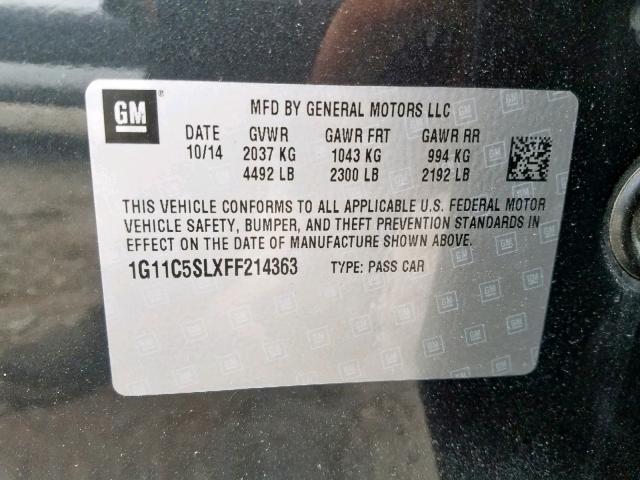 GM ®
MFD BY GENERAL MOTORS LLC
DATE GVWR GAWR FRT GAWR RR
10/14 2037 KG 1043 KG 994 KG
4492 LB 2300 LB 2192 LB
THIS VEHICLE CONFORMS TO ALL APPLICABLE U.S. FEDERAL MOTOR
VEHICLE SAFETY, BUMPER, AND THEFT PREVENTION STANDARDS IN
EFFECT ON THE DATE OF MANUFACTURE SHOWN ABOVE.
1G11C5SLXFF214363 TYPE: PASS CAR